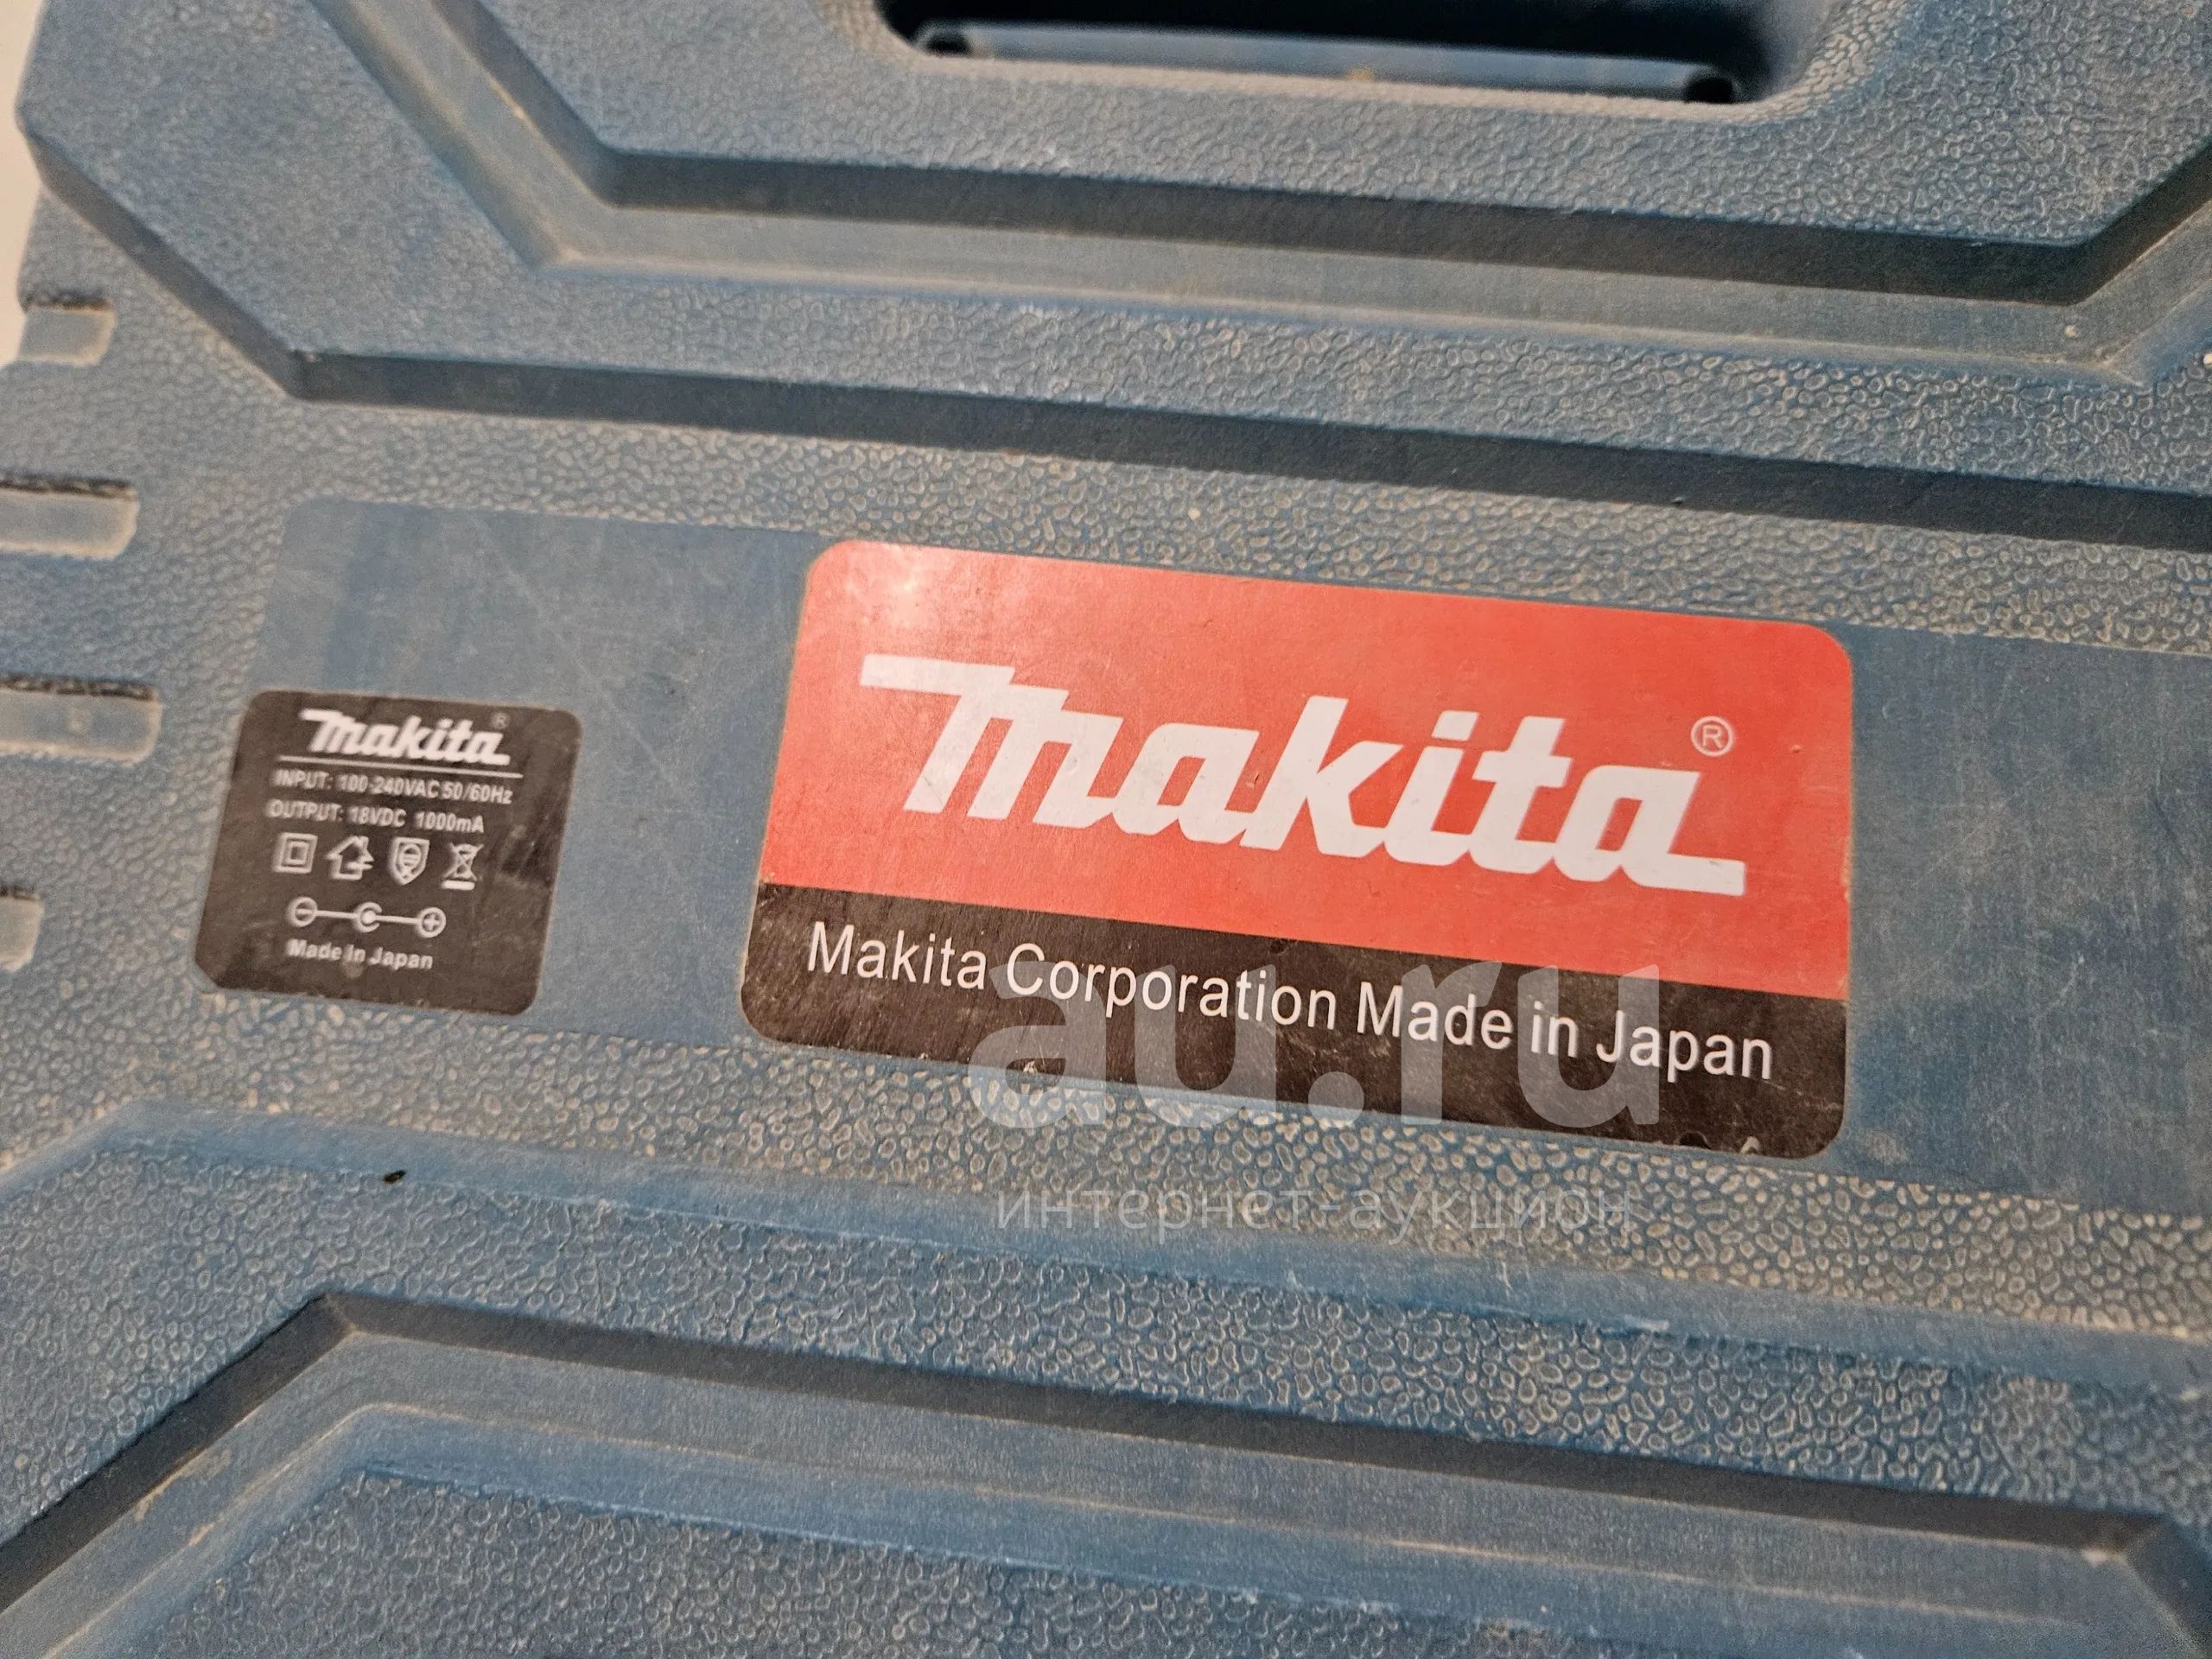 makita ®
INPUT: 100-240VAC 50/60Hz
OUTPUT: 18VDC 1000mA
Made in Japan
makita ®
Makita Corporation Made in Japan
au.ru
интернет-аукцион